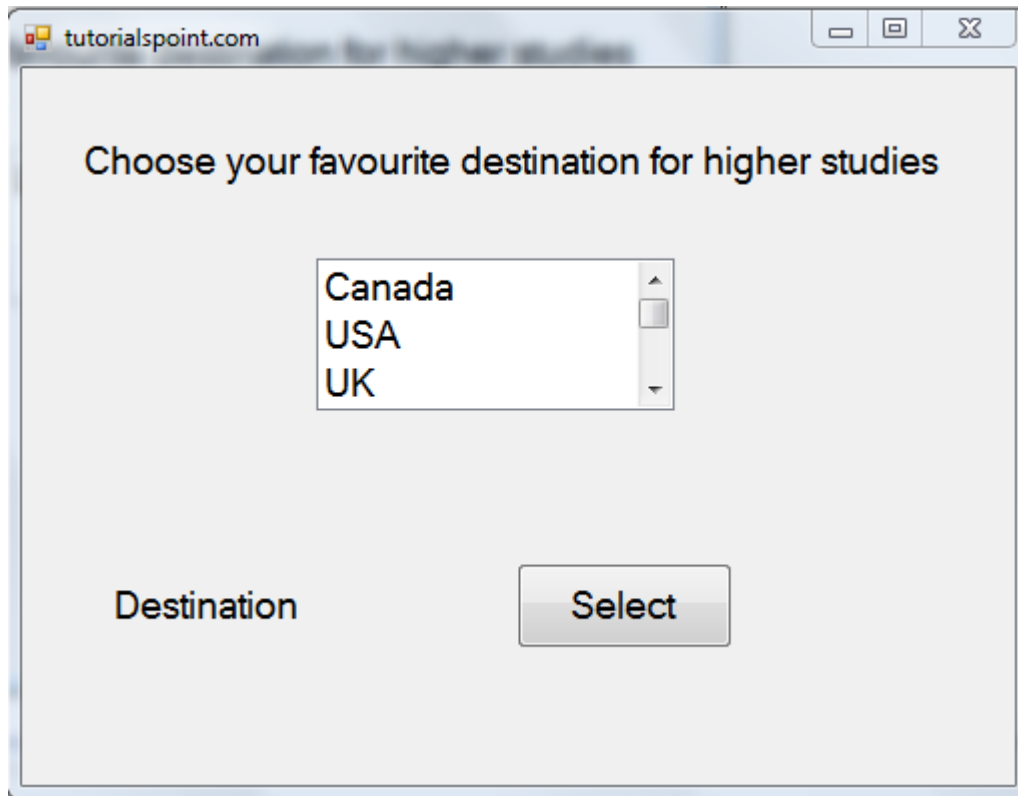 tutorialspoint.com
Choose your favourite destination for higher studies
Canada
USA
UK
Destination
Select